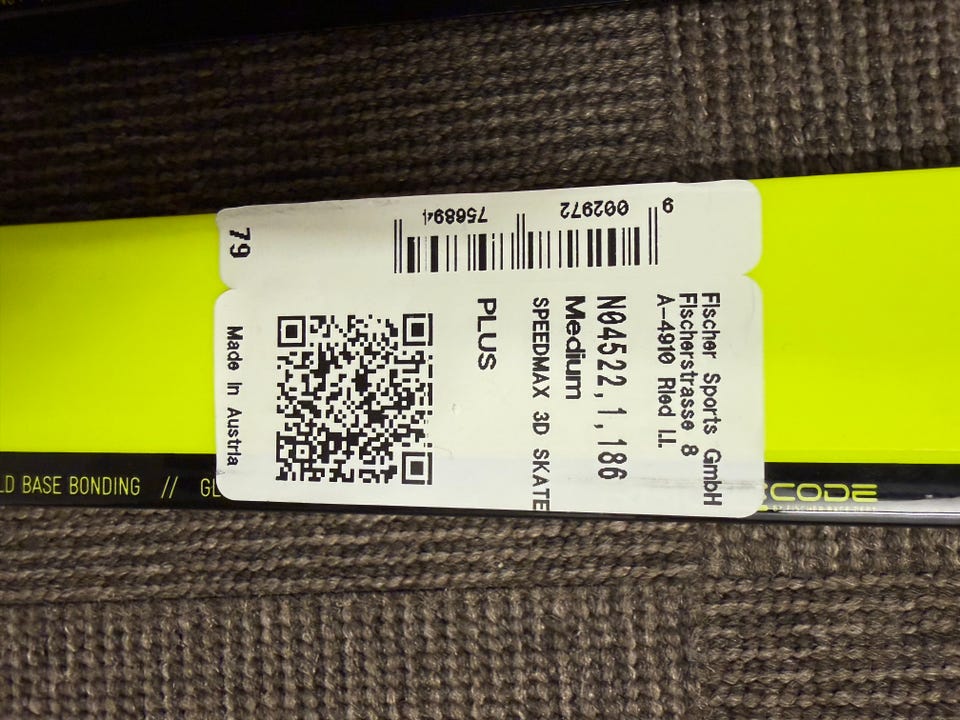 Fischer Sports GmbH
Fischerstrasse 8
A-4910 Ried I.I.
N04522,1,186
Medium
SPEEDMAX 3D SKATE
PLUS
Made In Austria
9 002972 756894
79
LD BASE BONDING // GL
CODE